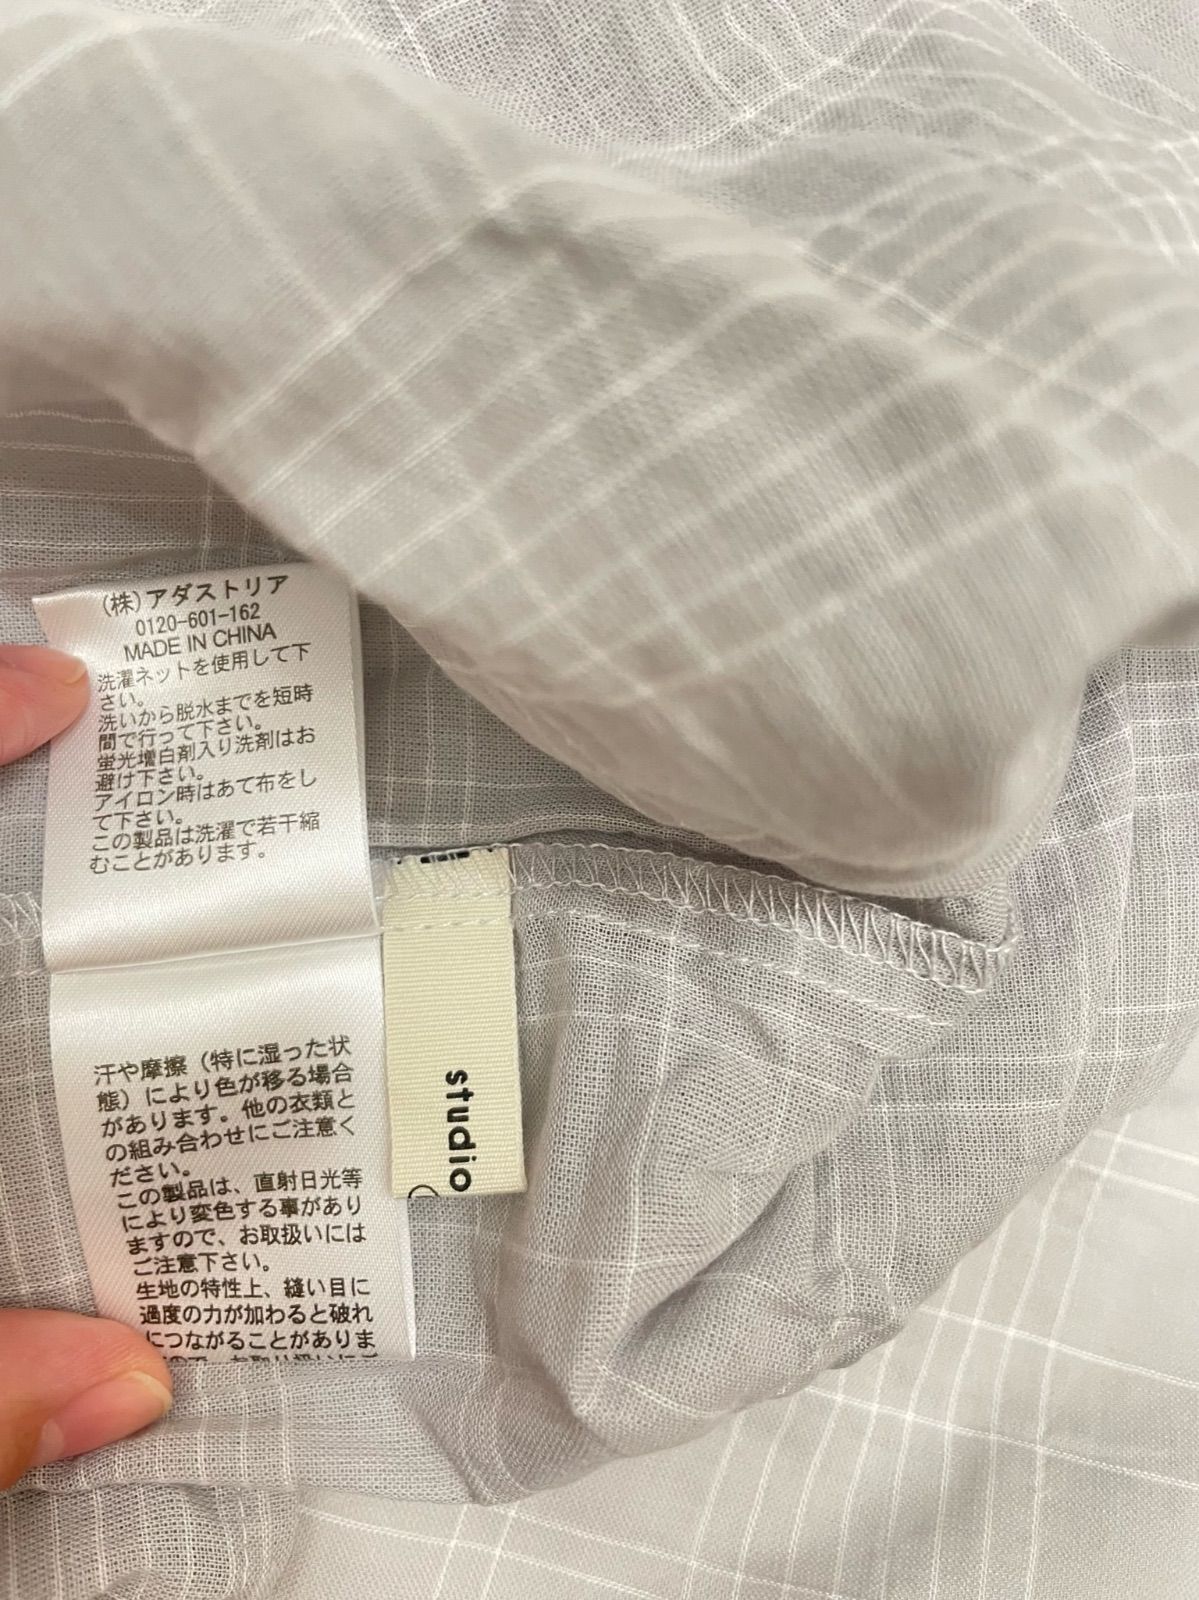 (株)アダストリア
0120-601-162
MADE IN CHINA
洗濯ネットを使用して下
さい。
洗いから脱水までを短時
間で行って下さい。
蛍光増白剤入り洗剤はお
避け下さい。
アイロン時はあて布をし
て下さい。
この製品は洗濯で若干縮
むことがあります。
汗や摩擦（特に湿った状
態）により色が移る場合
があります。他の衣類と
の組み合わせにご注意く
ださい。
この製品は、直射日光等
により変色する事があり
ますので、お取扱いには
ご注意下さい。
生地の特性上、縫い目に
過度の力が加わると破れ
につながることがありま
studio